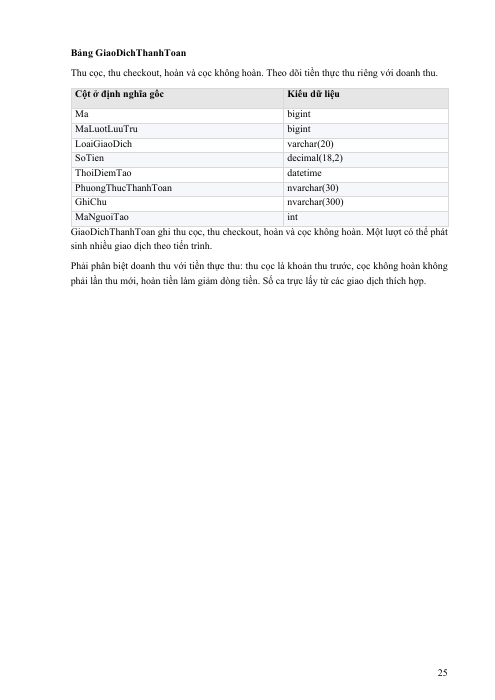 Bảng GiaoDichThanhToan
Thu cọc, thu checkout, hoàn và cọc không hoàn. Theo dõi tiền thực thu riêng với doanh thu.
Cột ở định nghĩa gốc Kiểu dữ liệu
Ma bigint
MaLuotLuuTru bigint
LoaiGiaoDich varchar(20)
SoTien decimal(18,2)
ThoiDiemTao datetime
PhuongThucThanhToan nvarchar(30)
GhiChu nvarchar(300)
MaNguoiTao int
GiaoDichThanhToan ghi thu cọc, thu checkout, hoàn và cọc không hoàn. Một lượt có thể phát
sinh nhiều giao dịch theo tiến trình.
Phải phân biệt doanh thu với tiền thực thu: thu cọc là khoản thu trước, cọc không hoàn không
phải lần thu mới, hoàn tiền làm giảm dòng tiền. Số ca trực lấy từ các giao dịch thích hợp.
25